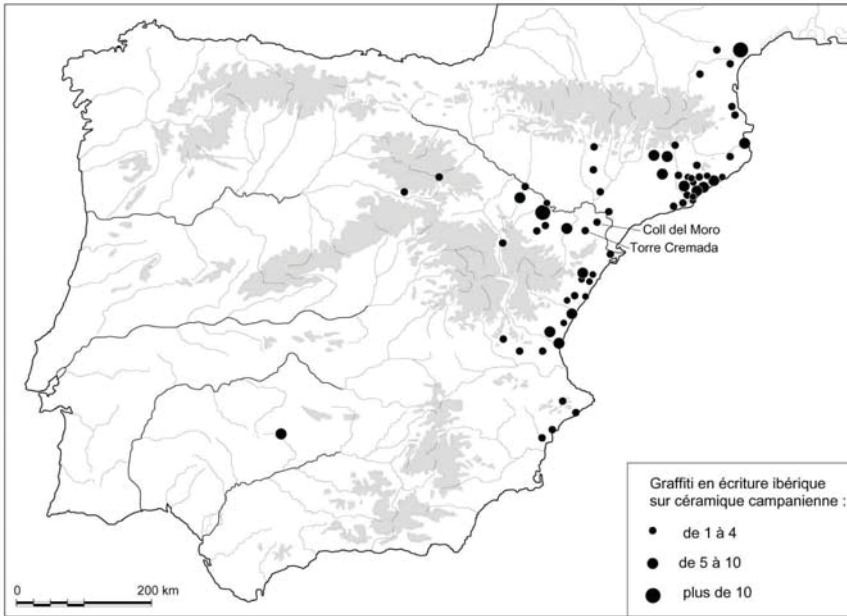 Coll del Moro
Torre Cremada
Graffiti en écriture ibérique
sur céramique campanienne :
de 1 à 4
de 5 à 10
plus de 10
0 200 km